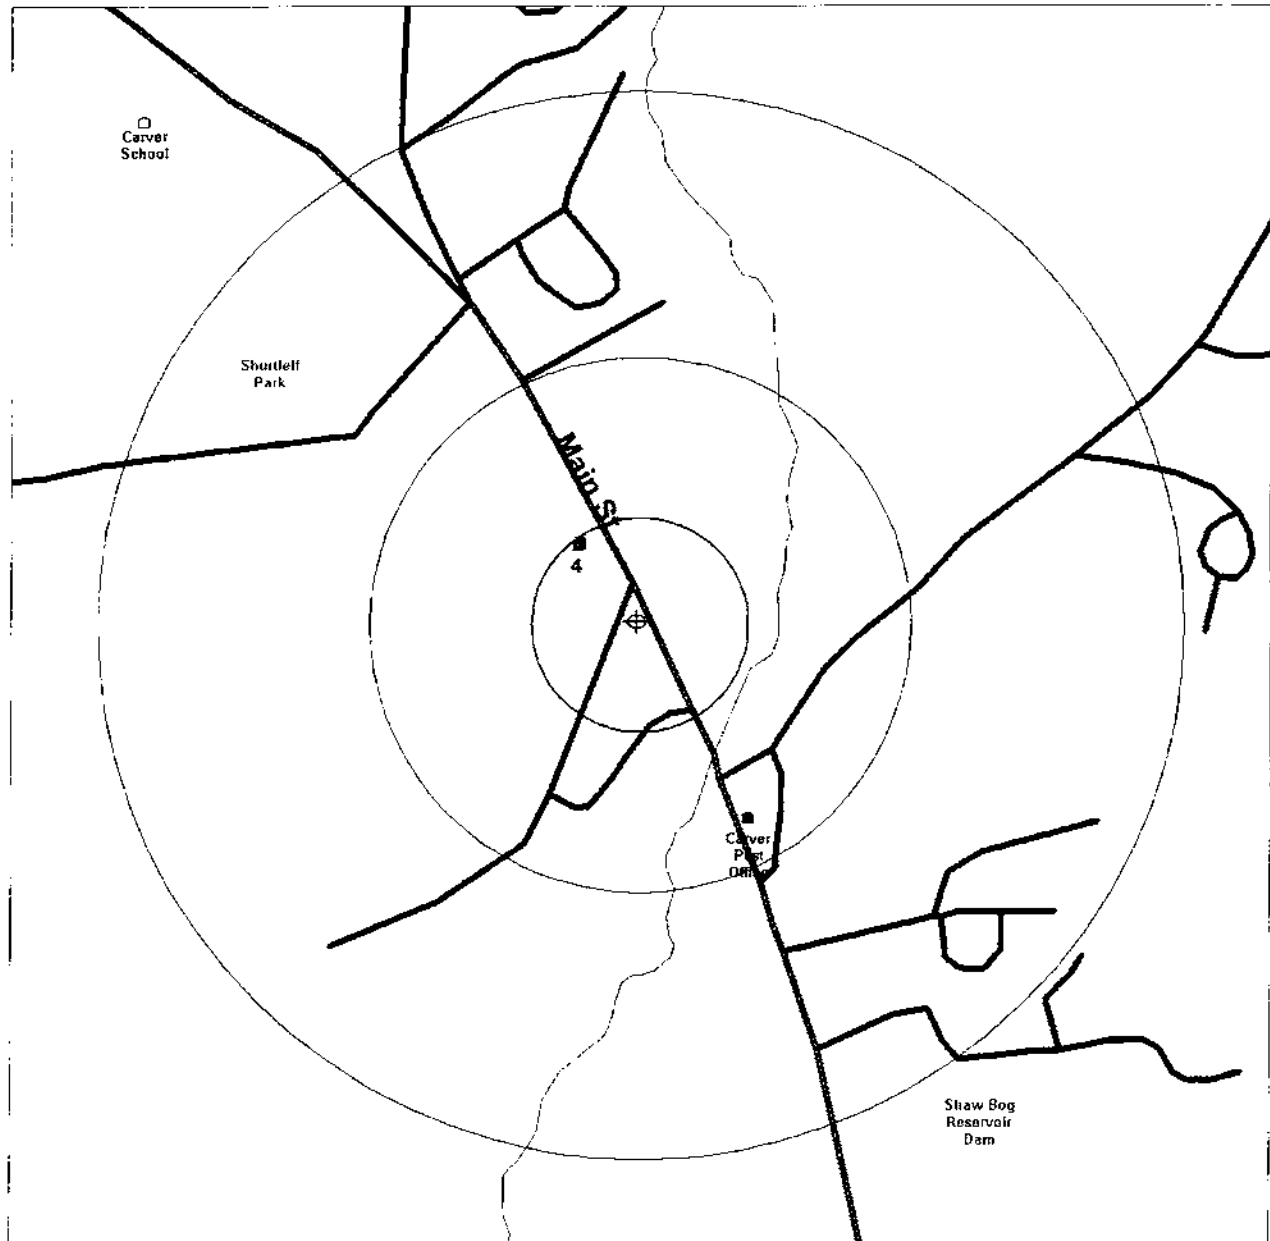 Carver
School
Shurtleff
Park
Main St
4
Carver
Post
Office
Shaw Bog
Reservoir
Dam